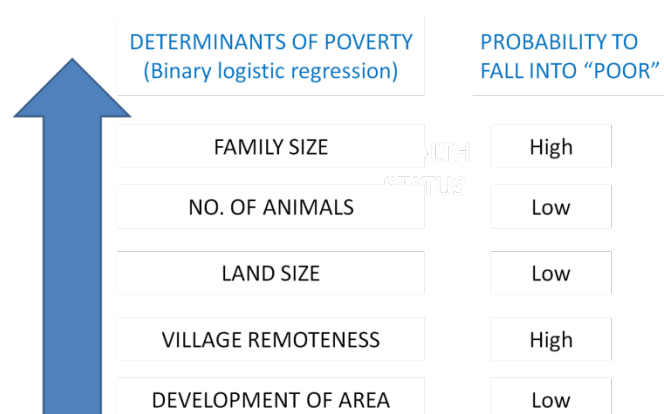 DETERMINANTS OF POVERTY
(Binary logistic regression)
PROBABILITY TO
FALL INTO “POOR”
FAMILY SIZE
High
NO. OF ANIMALS
Low
LAND SIZE
Low
VILLAGE REMOTENESS
High
DEVELOPMENT OF AREA
Low